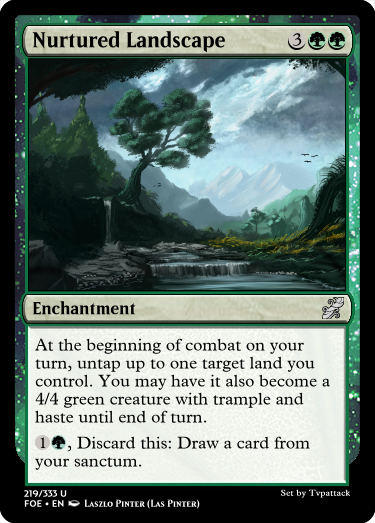 Nurtured Landscape 3
Enchantment
At the beginning of combat on your
turn, untap up to one target land you
control. You may have it also become a
4/4 green creature with trample and
haste until end of turn.
1, Discard this: Draw a card from
your sanctum.
219/333 U
Set by Tvpattack
FOE • EN Laszlo Pinter (Las Pinter)